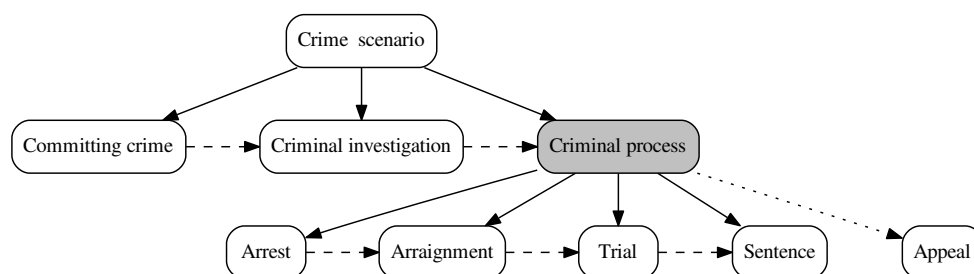 Crime scenario
Committing crime
Criminal investigation
Criminal process
Arrest
Arraignment
Trial
Sentence
Appeal